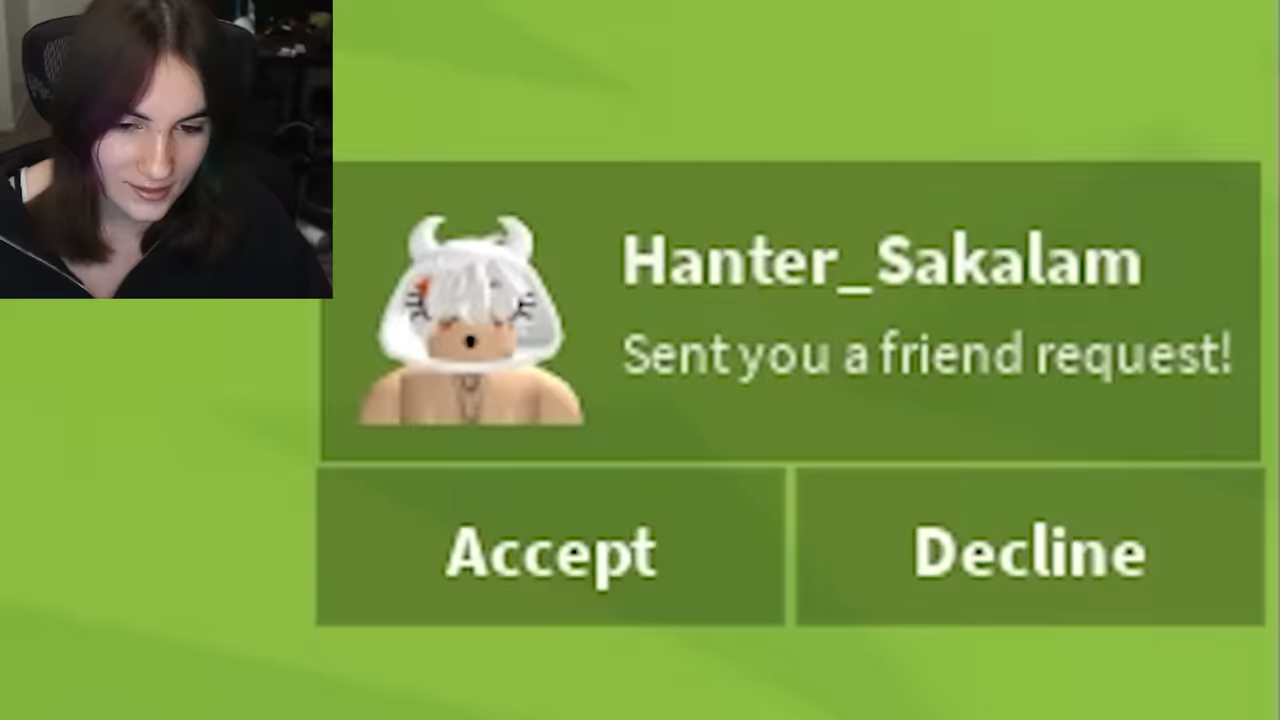 Hanter_Sakalam
Sent you a friend request!
Accept
Decline